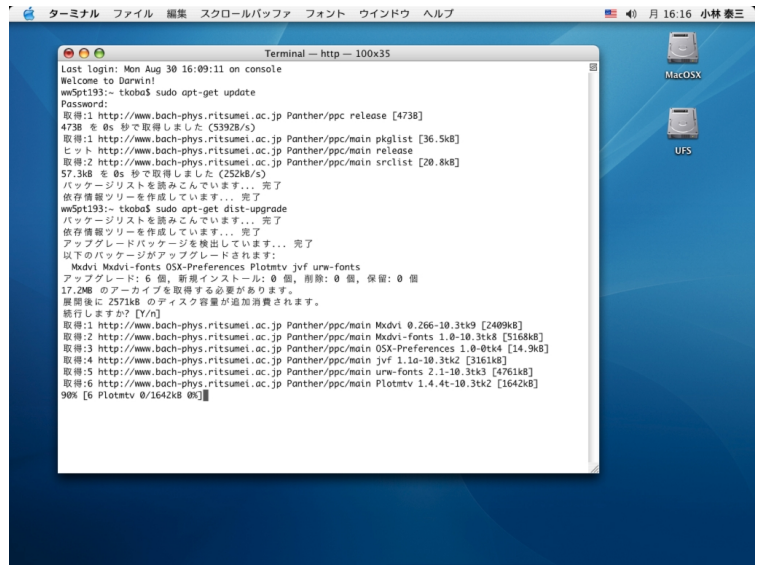 ターミナル ファイル 編集 スクロールバッファ フォント ウインドウ ヘルプ 月 16:16 小林 泰三
Terminal — http — 100x35
Last login: Mon Aug 30 16:09:11 on console
Welcome to Darwin!
ww5pt193:~ tkoba$ sudo apt-get update
Password:
取得:1 http://www.bach-phys.ritsumei.ac.jp Panther/ppc release [473B]
473B を 0s 秒で取得しました (5392B/s)
取得:1 http://www.bach-phys.ritsumei.ac.jp Panther/ppc/main pkglist [36.5kB]
ヒット http://www.bach-phys.ritsumei.ac.jp Panther/ppc/main release
取得:2 http://www.bach-phys.ritsumei.ac.jp Panther/ppc/main srclist [20.8kB]
57.3kB を 0s 秒で取得しました (252kB/s)
パッケージリストを読みこんでいます... 完了
依存情報ツリーを作成しています... 完了
ww5pt193:~ tkoba$ sudo apt-get dist-upgrade
パッケージリストを読みこんでいます... 完了
依存情報ツリーを作成しています... 完了
アップグレードパッケージを検出しています... 完了
以下のパッケージがアップグレードされます:
Mxdvi Mxdvi-fonts OSX-Preferences Plotmtv jvf urw-fonts
アップグレード: 6 個, 新規インストール: 0 個, 削除: 0 個, 保留: 0 個
17.2MB のアーカイブを取得する必要があります。
展開後に 2571kB のディスク容量が追加消費されます。
続行しますか? [Y/n]
取得:1 http://www.bach-phys.ritsumei.ac.jp Panther/ppc/main Mxdvi 0.266-10.3tk9 [2409kB]
取得:2 http://www.bach-phys.ritsumei.ac.jp Panther/ppc/main Mxdvi-fonts 1.0-10.3tk8 [5168kB]
取得:3 http://www.bach-phys.ritsumei.ac.jp Panther/ppc/main OSX-Preferences 1.0-0tk4 [14.9kB]
取得:4 http://www.bach-phys.ritsumei.ac.jp Panther/ppc/main jvf 1.1a-10.3tk2 [3161kB]
取得:5 http://www.bach-phys.ritsumei.ac.jp Panther/ppc/main urw-fonts 2.1-10.3tk3 [4761kB]
取得:6 http://www.bach-phys.ritsumei.ac.jp Panther/ppc/main Plotmtv 1.4.4t-10.3tk2 [1642kB]
90% [6 Plotmtv 0/1642kB 0%]
MacOSX
UFS